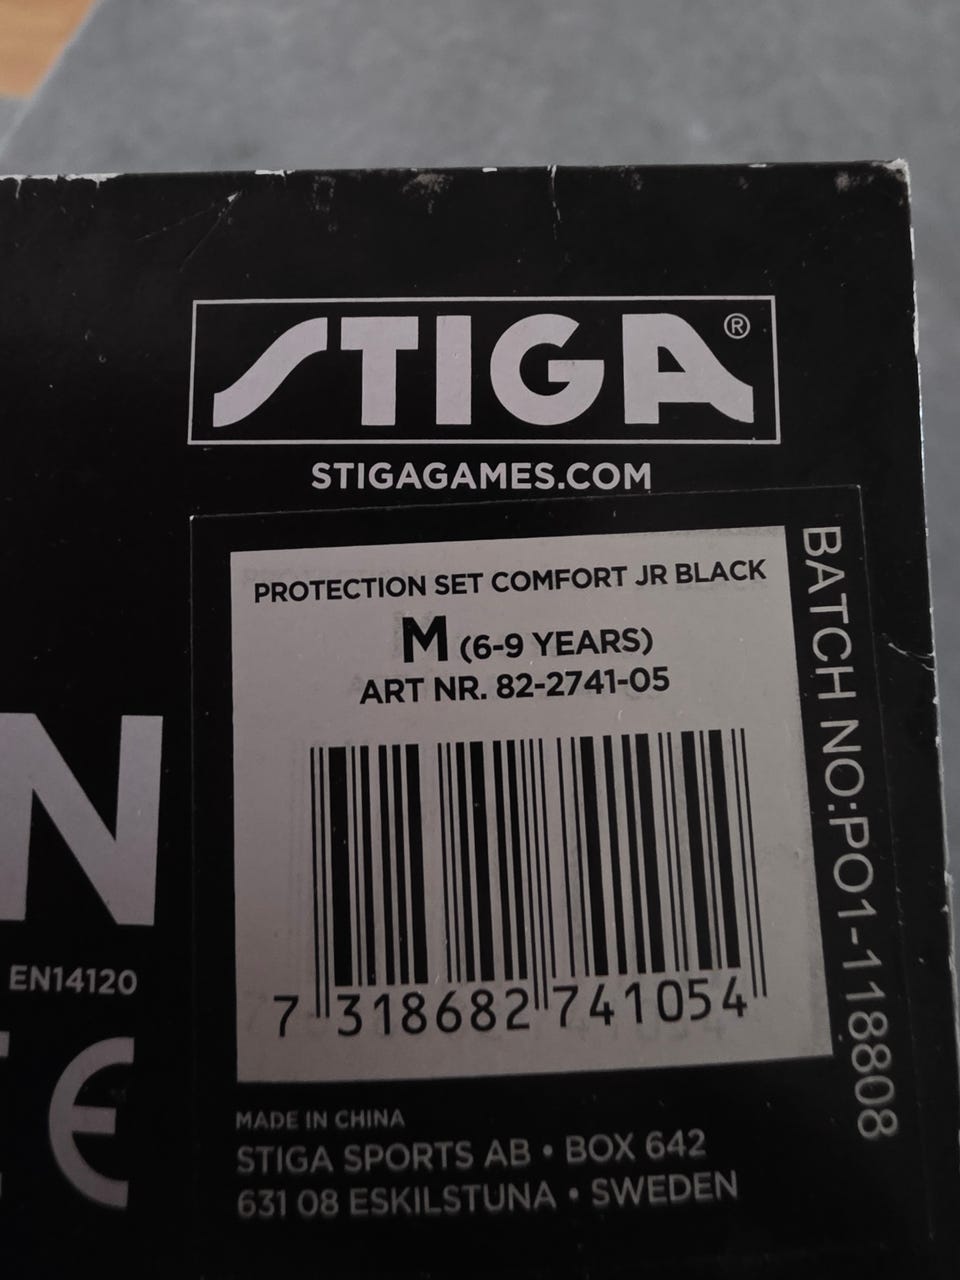 STIGA®
STIGAGAMES.COM
PROTECTION SET COMFORT JR BLACK
M (6-9 YEARS)
ART NR. 82-2741-05
7 318682 741054
BATCH NO:PO1-118808
N
EN14120
CE
MADE IN CHINA
STIGA SPORTS AB • BOX 642
631 08 ESKILSTUNA • SWEDEN